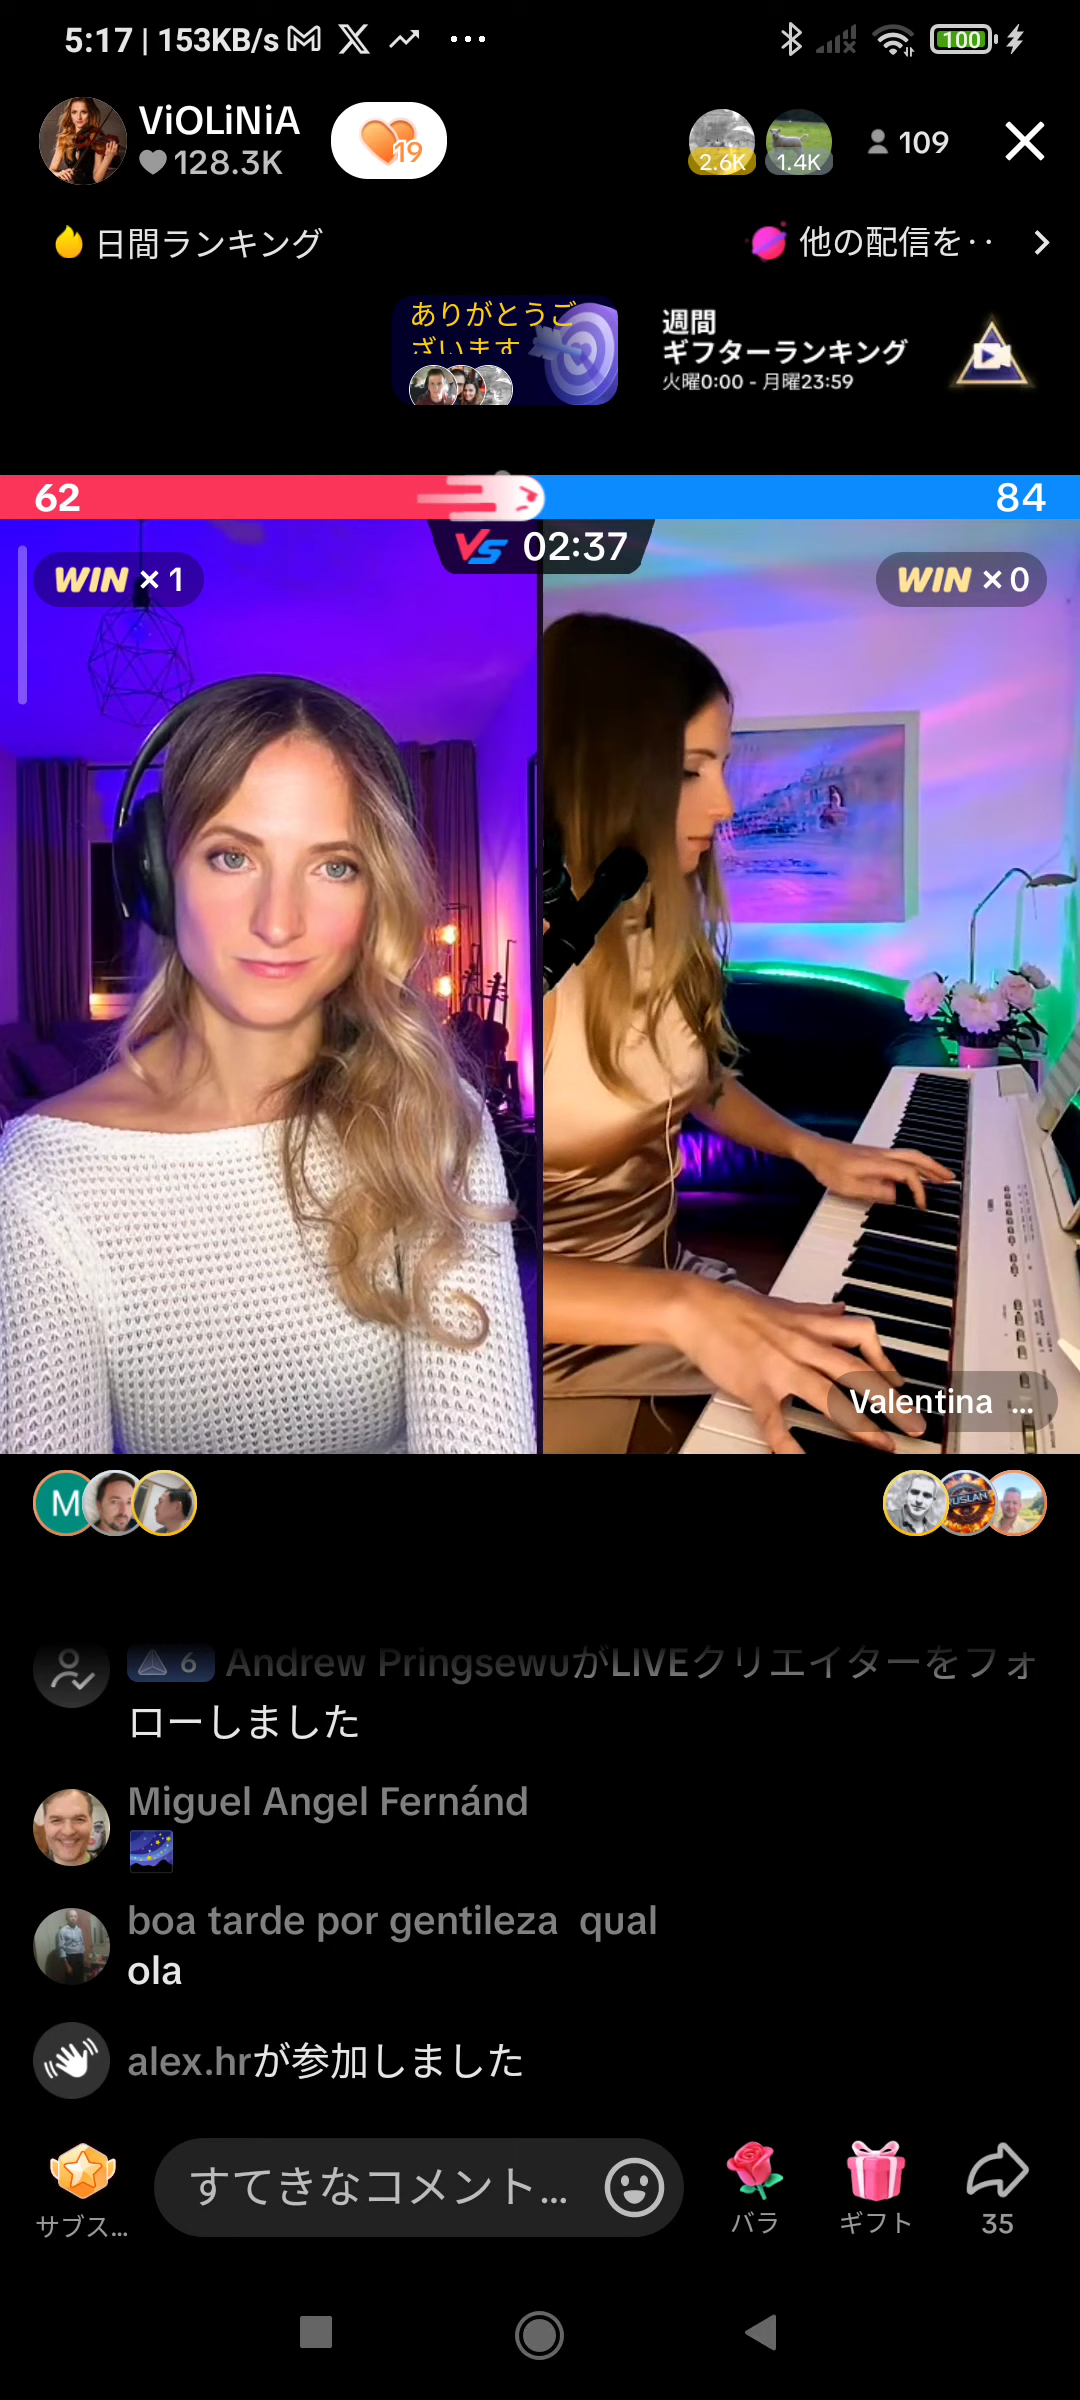 5:17 | 153KB/s
100
ViOLiNiA
128.3K
19
2.6K
1.4K
109
日間ランキング
他の配信を‥
ありがとうご
ざいます
週間
ギフターランキング
火曜0:00 - 月曜23:59
62
84
VS 02:37
WIN × 1
WIN × 0
Valentina ...
M
RUSLAN
6 Andrew PringsewuがLIVEクリエイターをフォ
ローしました
Miguel Angel Fernánd
boa tarde por gentileza qual
ola
alex.hrが参加しました
すてきなコメント...
サブス...
バラ
ギフト
35